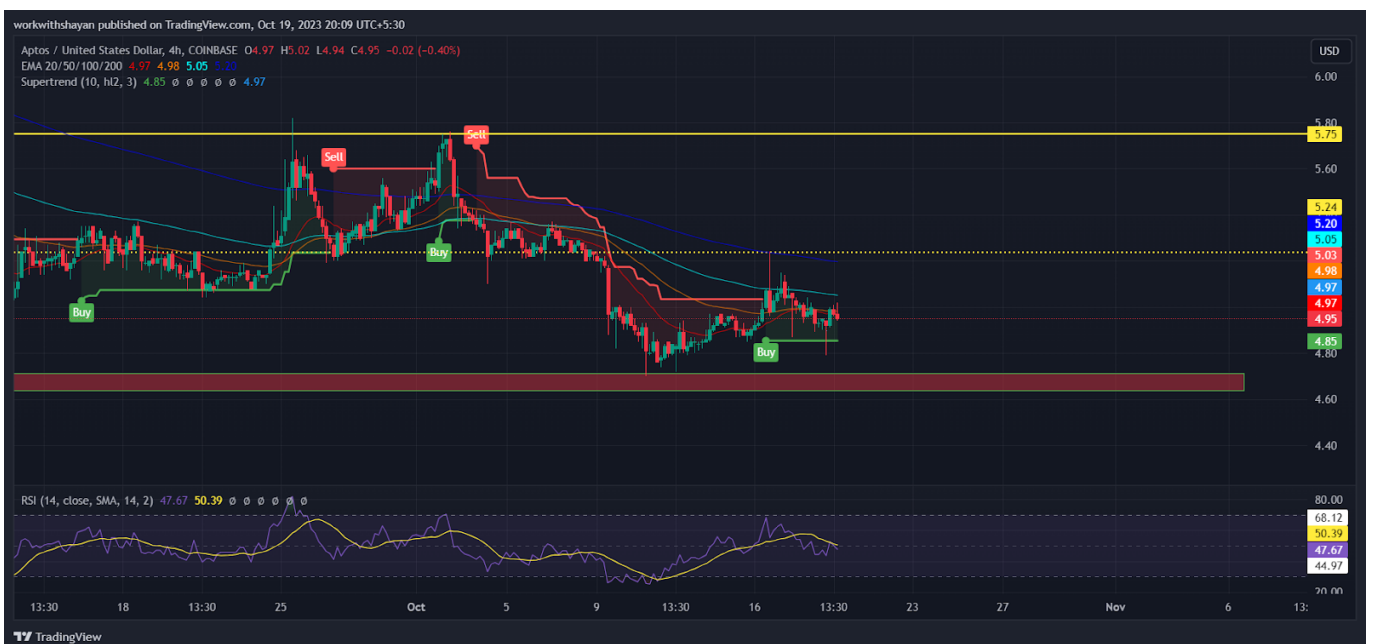 workwithshayan published on TradingView.com, Oct 19, 2023 20:09 UTC+5:30
Aptos / United States Dollar, 4h, COINBASE O4.97 H5.02 L4.94 C4.95 −0.02 (−0.40%)
USD
EMA 20/50/100/200 4.97 4.98 5.05
Supertrend (10, hl2, 3) 4.85 ø ø ø ø ø 4.97
6.00
5.80
5.75
5.60
5.24
5.20
5.05
5.03
4.98
4.97
4.97
4.95
4.85
4.80
4.60
4.40
Sell
Sell
Buy
Buy
Buy
RSI (14, close, SMA, 14, 2) 47.67 50.39 ø ø ø ø ø ø
80.00
68.12
50.39
47.67
44.97
20.00
13:30 18 13:30 25 Oct 5 9 13:30 16 13:30 23 27 Nov 6 13:
TradingView